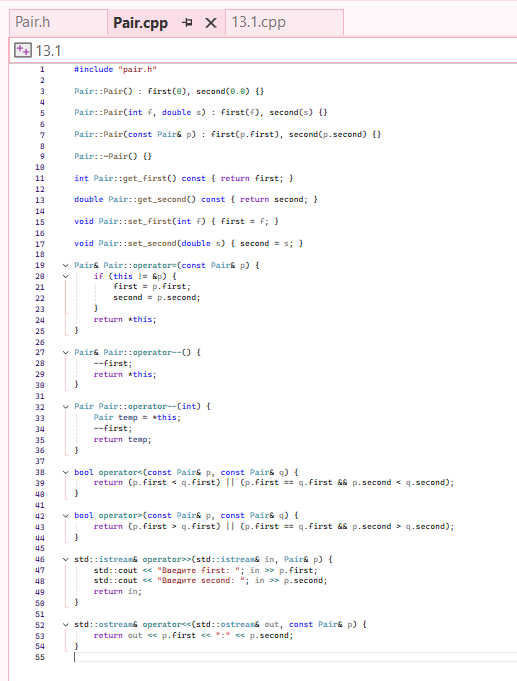 Pair.h Pair.cpp 13.1.cpp
13.1
1 #include "pair.h"
2
3 Pair::Pair() : first(0), second(0.0) {}
4
5 Pair::Pair(int f, double s) : first(f), second(s) {}
6
7 Pair::Pair(const Pair& p) : first(p.first), second(p.second) {}
8
9 Pair::~Pair() {}
10
11 int Pair::get_first() const { return first; }
12
13 double Pair::get_second() const { return second; }
14
15 void Pair::set_first(int f) { first = f; }
16
17 void Pair::set_second(double s) { second = s; }
18
19 Pair& Pair::operator=(const Pair& p) {
20 if (this != &p) {
21 first = p.first;
22 second = p.second;
23 }
24 return *this;
25 }
26
27 Pair& Pair::operator--() {
28 --first;
29 return *this;
30 }
31
32 Pair Pair::operator--(int) {
33 Pair temp = *this;
34 --first;
35 return temp;
36 }
37
38 bool operator<(const Pair& p, const Pair& q) {
39 return (p.first < q.first) || (p.first == q.first && p.second < q.second);
40 }
41
42 bool operator>(const Pair& p, const Pair& q) {
43 return (p.first > q.first) || (p.first == q.first && p.second > q.second);
44 }
45
46 std::istream& operator>>(std::istream& in, Pair& p) {
47 std::cout << "Введите first: "; in >> p.first;
48 std::cout << "Введите second: "; in >> p.second;
49 return in;
50 }
51
52 std::ostream& operator<<(std::ostream& out, const Pair& p) {
53 return out << p.first << ":" << p.second;
54 }
55